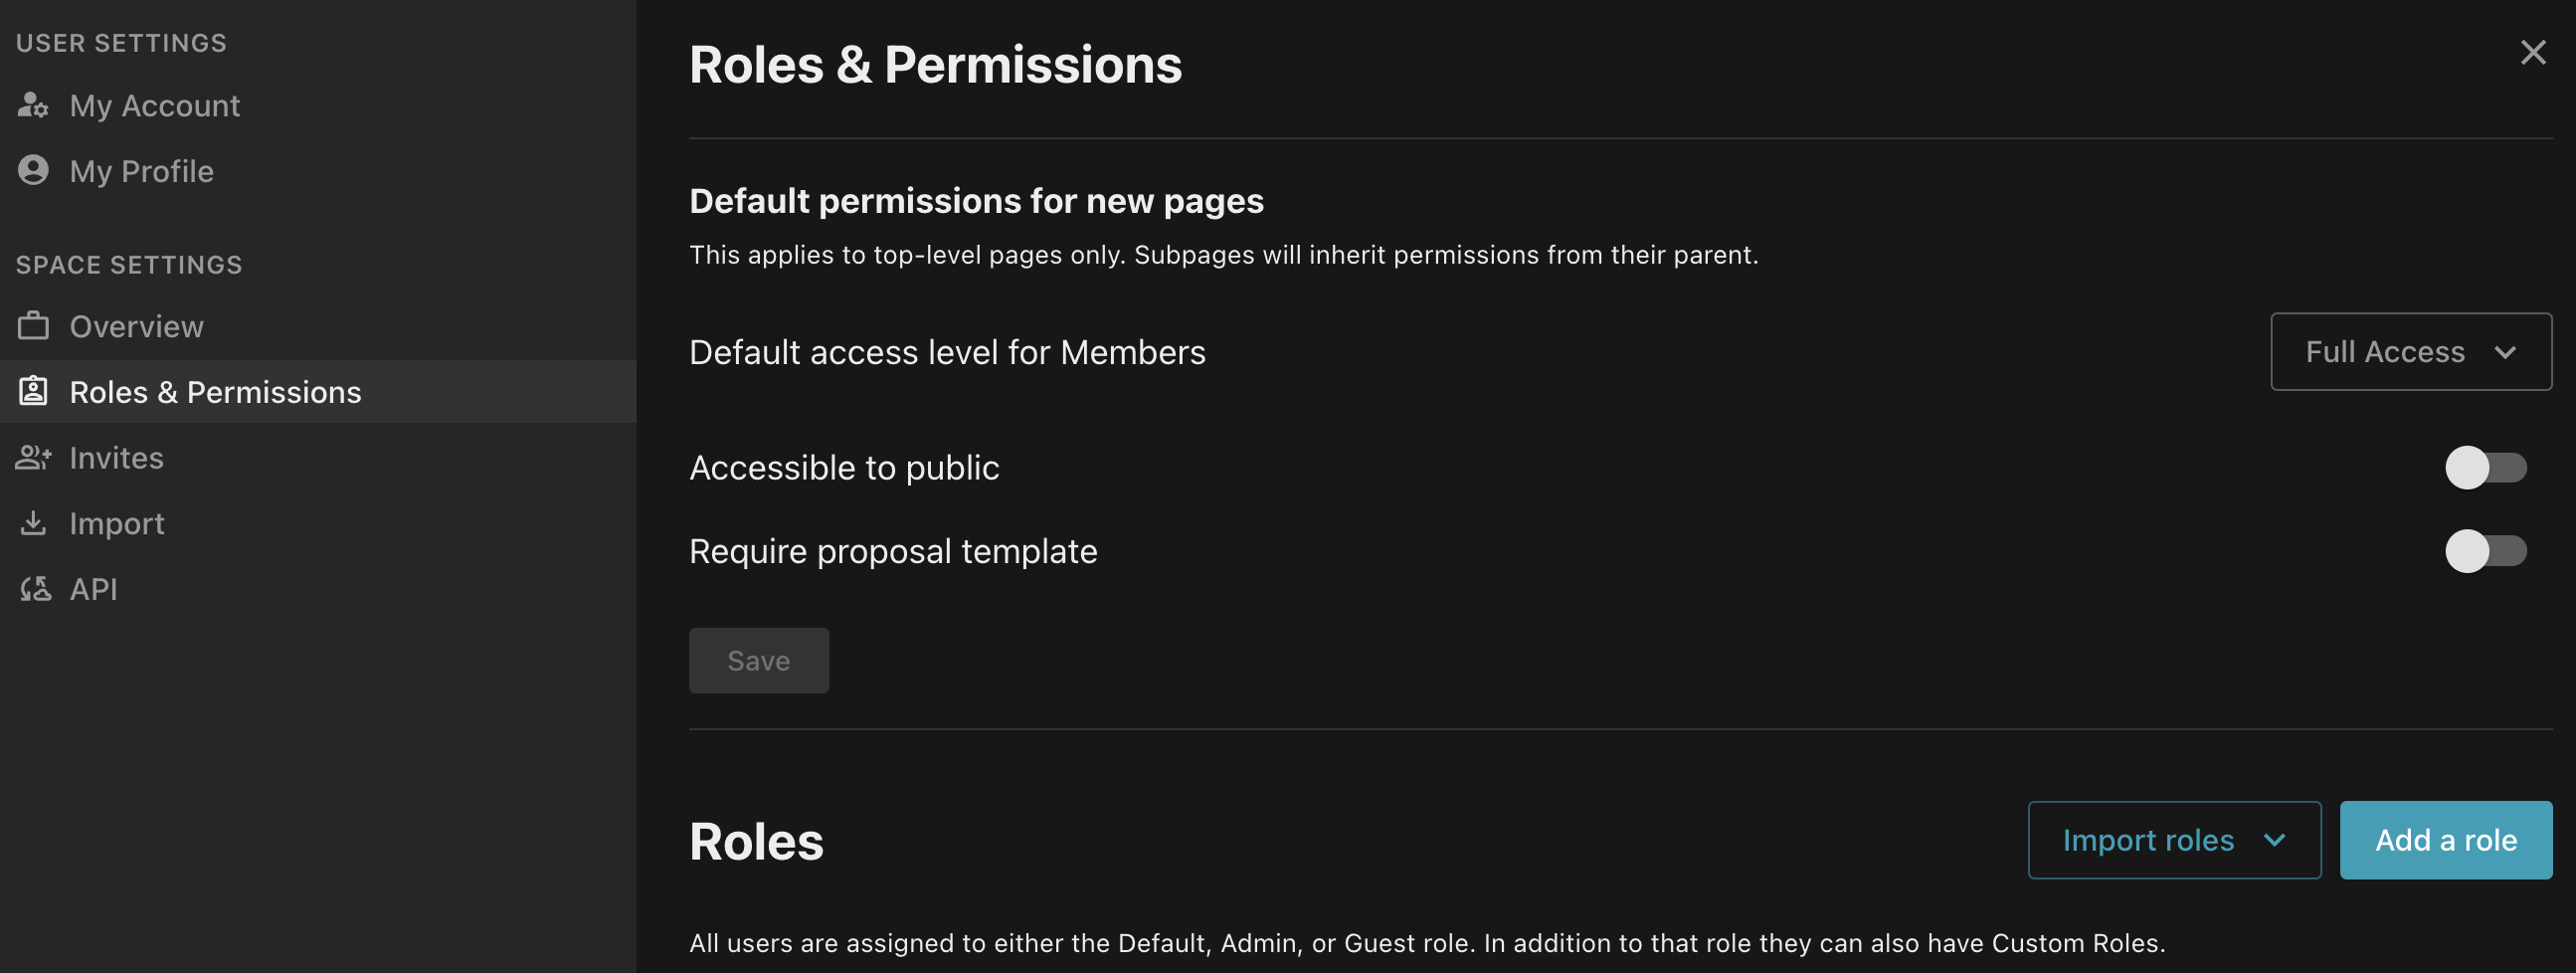 USER SETTINGS
My Account
My Profile
SPACE SETTINGS
Overview
Roles & Permissions
Invites
Import
API
Roles & Permissions
Default permissions for new pages
This applies to top-level pages only. Subpages will inherit permissions from their parent.
Default access level for Members
Full Access
Accessible to public
Require proposal template
Save
Roles
Import roles
Add a role
All users are assigned to either the Default, Admin, or Guest role. In addition to that role they can also have Custom Roles.